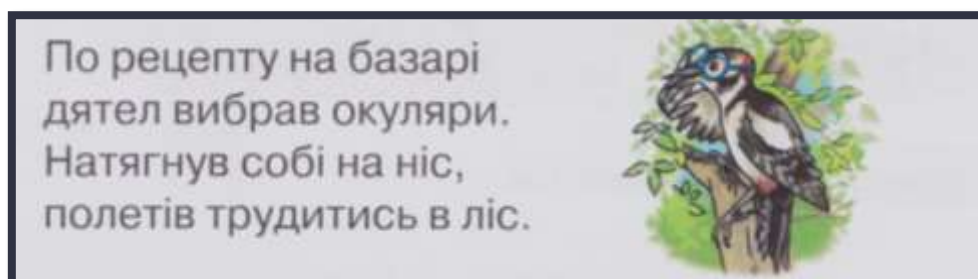 По рецепту на базарі
дятел вибрав окуляри.
Натягнув собі на ніс,
полетів трудитись в ліс.